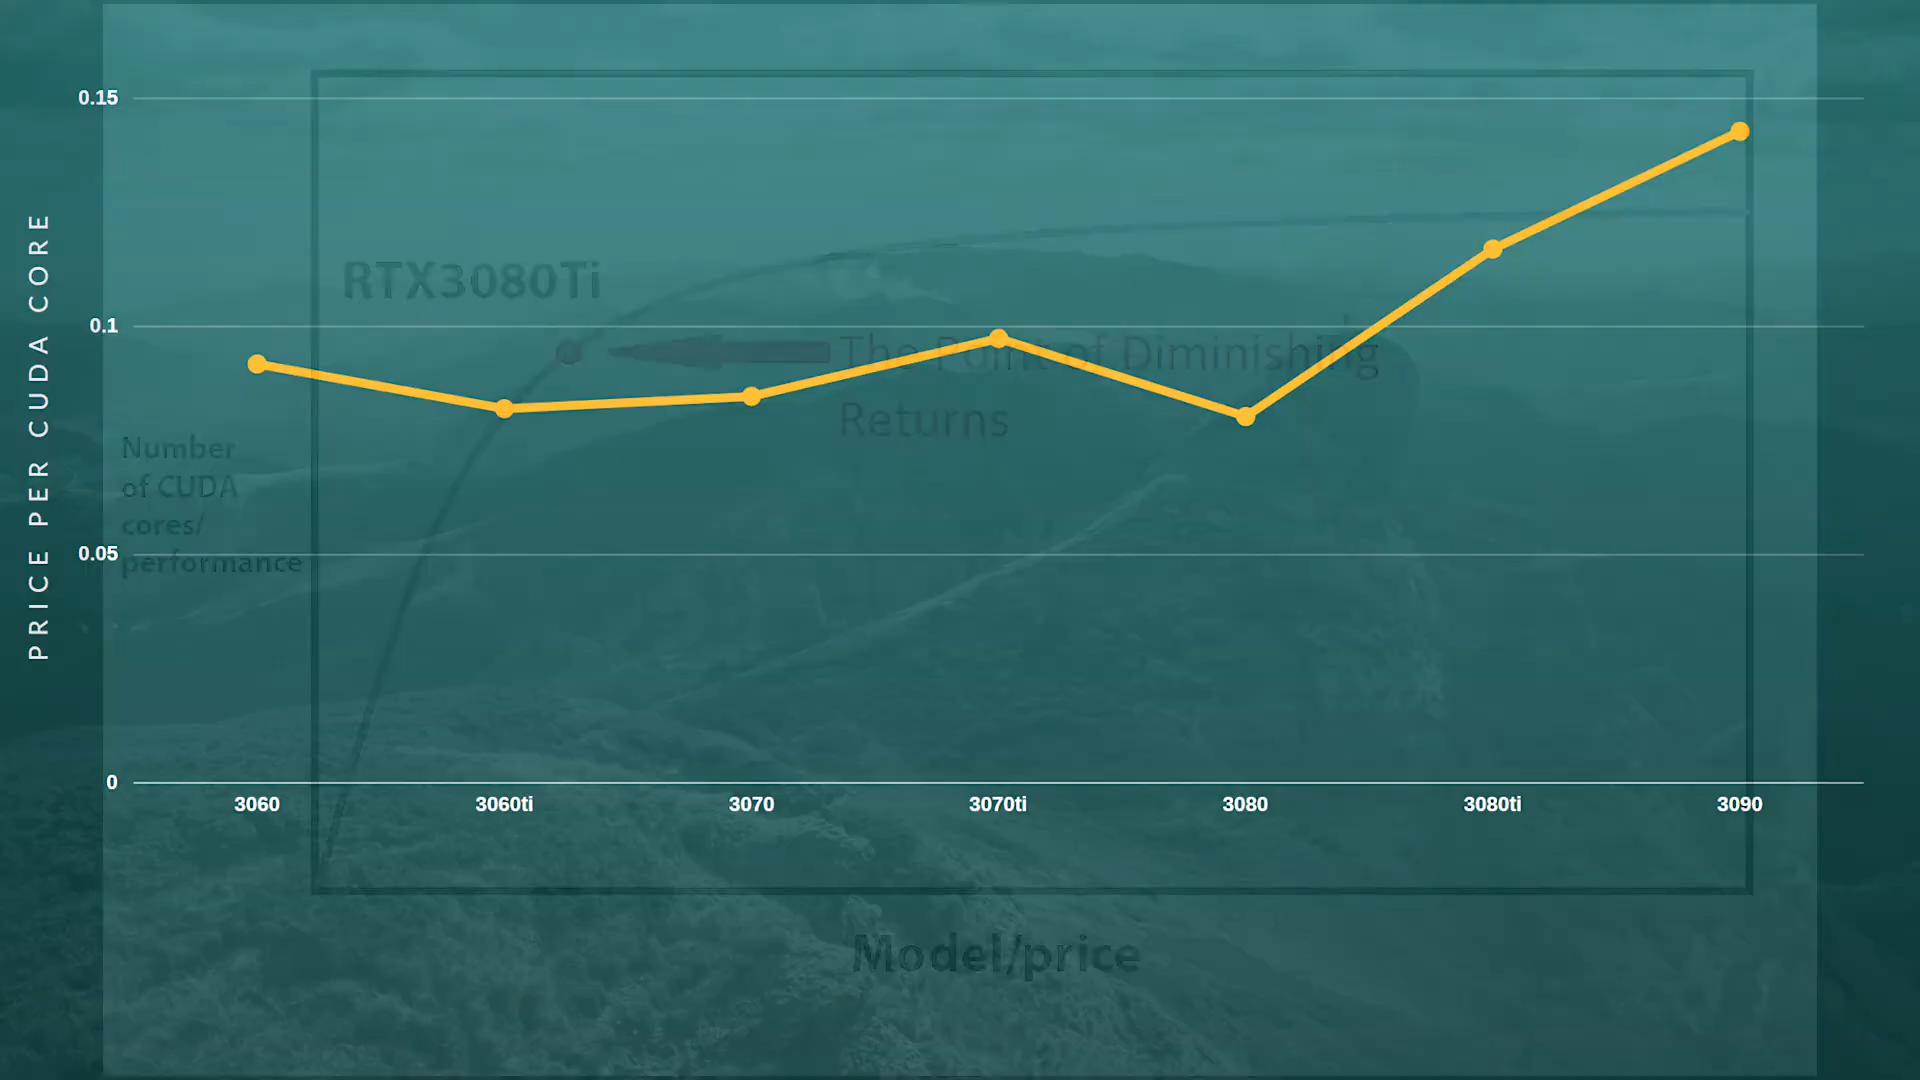 0.15
0.1
0.05
0
PRICE PER CUDA CORE
3060
3060ti
3070
3070ti
3080
3080ti
3090
RTX3080Ti
The Point of Diminishing
Returns
Number
of CUDA
cores/
performance
Model/price